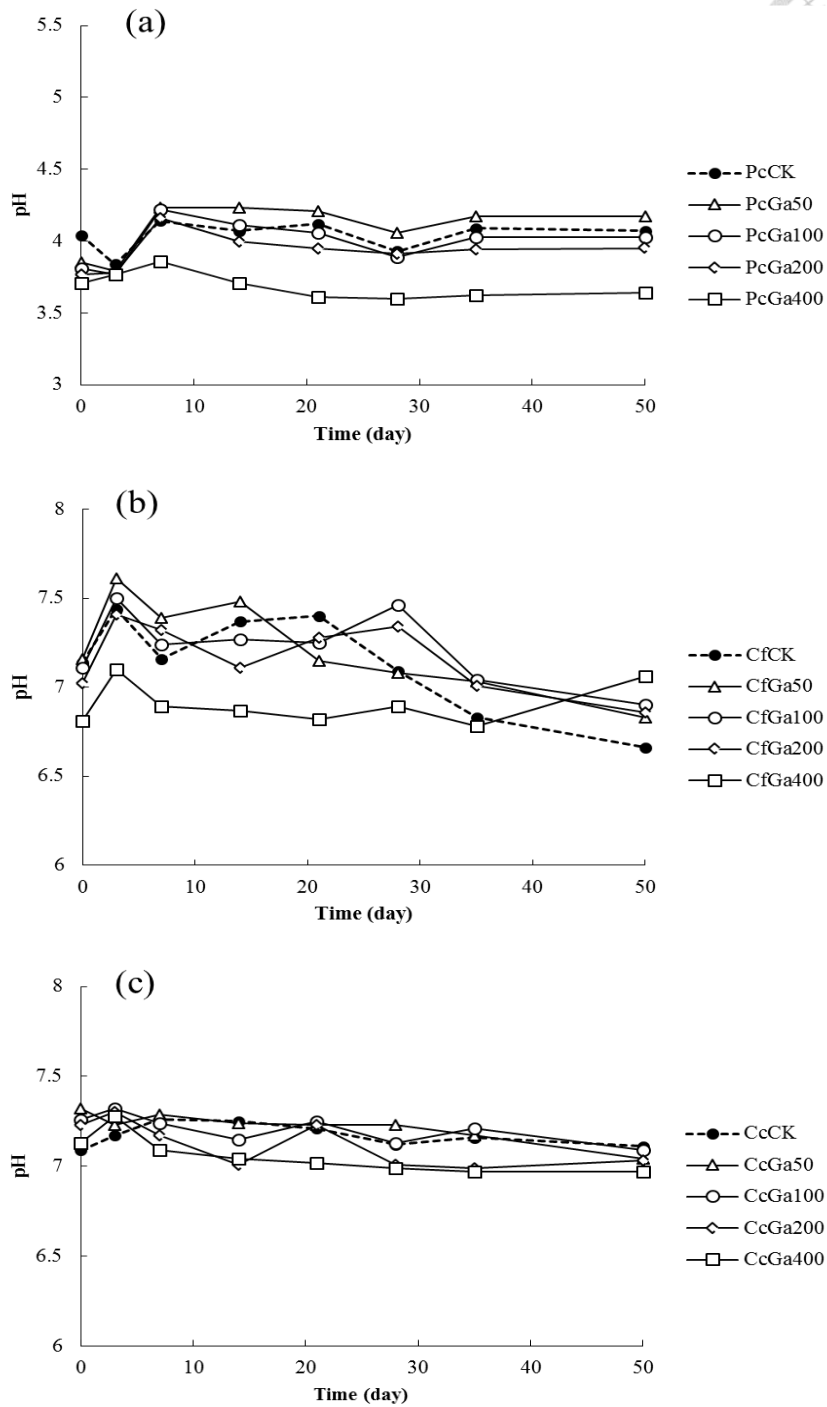 (a)
5.5
5
4.5
4
3.5
3
pH
0 10 20 30 40 50
Time (day)
PcCK
PcGa50
PcGa100
PcGa200
PcGa400
(b)
8
7.5
7
6.5
6
pH
0 10 20 30 40 50
Time (day)
CfCK
CfGa50
CfGa100
CfGa200
CfGa400
(c)
8
7.5
7
6.5
6
pH
0 10 20 30 40 50
Time (day)
CcCK
CcGa50
CcGa100
CcGa200
CcGa400